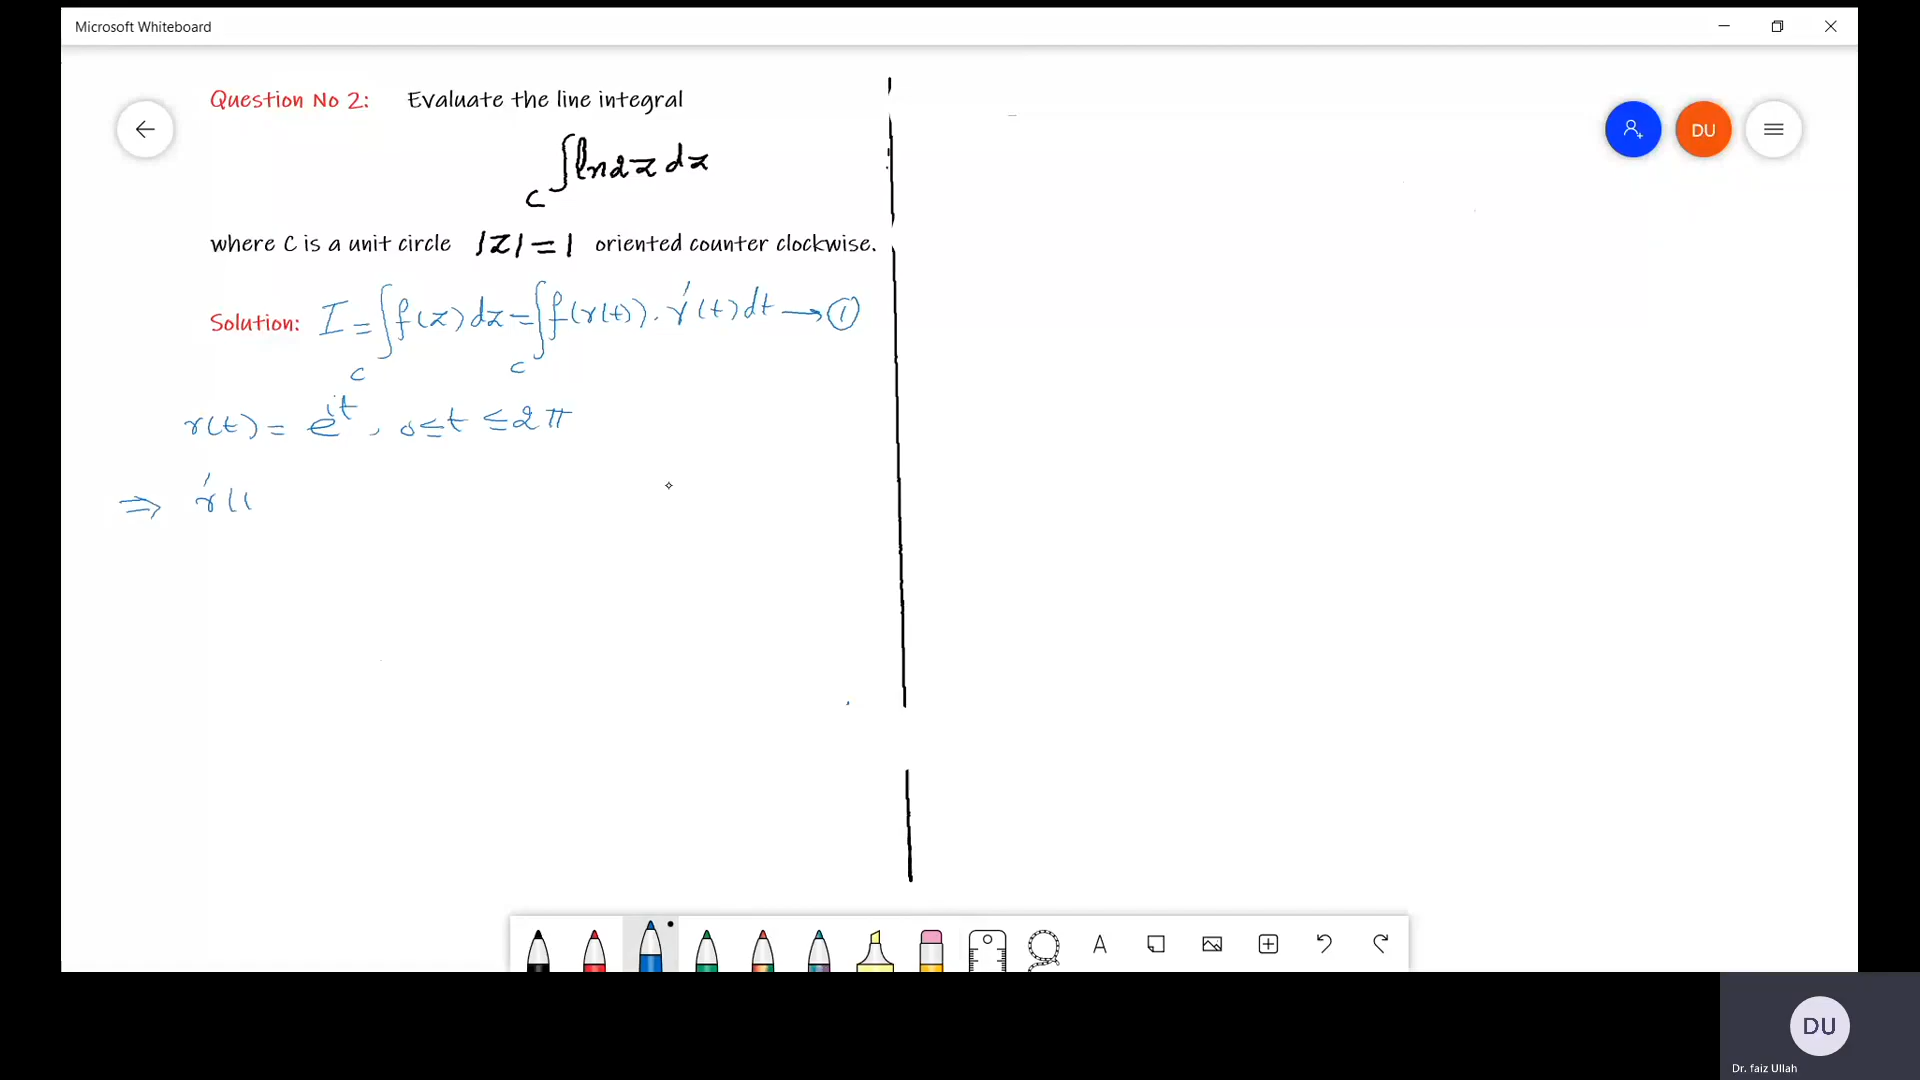 Microsoft Whiteboard
Question No 2: Evaluate the line integral
∫_C ln2z dz
where C is a unit circle |z|=1 oriented counter clockwise.
Solution: I = ∫_C f(z)dz = ∫_C f(r(t)). r'(t)dt → ①
r(t) = e^{it}, 0≤t≤2π
⇒ r'(
DU
A
DU
Dr. faiz Ullah